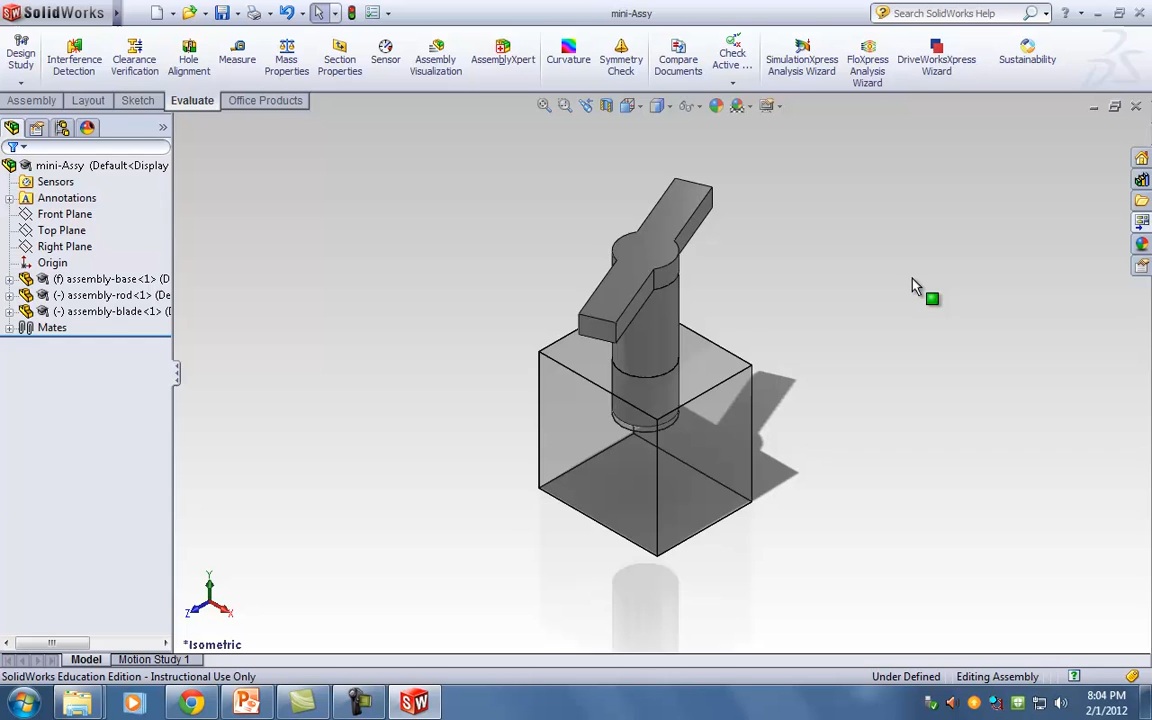 SolidWorks
mini-Assy
Search SolidWorks Help
Design Study
Interference Detection
Clearance Verification
Hole Alignment
Measure
Mass Properties
Section Properties
Sensor
Assembly Visualization
AssemblyXpert
Curvature
Symmetry Check
Compare Documents
Check Active ...
SimulationXpress Analysis Wizard
FloXpress Analysis Wizard
DriveWorksXpress Wizard
Sustainability
Assembly
Layout
Sketch
Evaluate
Office Products
mini-Assy (Default<Display
Sensors
Annotations
Front Plane
Top Plane
Right Plane
Origin
(f) assembly-base<1> (D
(-) assembly-rod<1> (De
(-) assembly-blade<1> (D
Mates
Y
Z
X
*Isometric
Model
Motion Study 1
SolidWorks Education Edition - Instructional Use Only
Under Defined
Editing Assembly
8:04 PM
2/1/2012